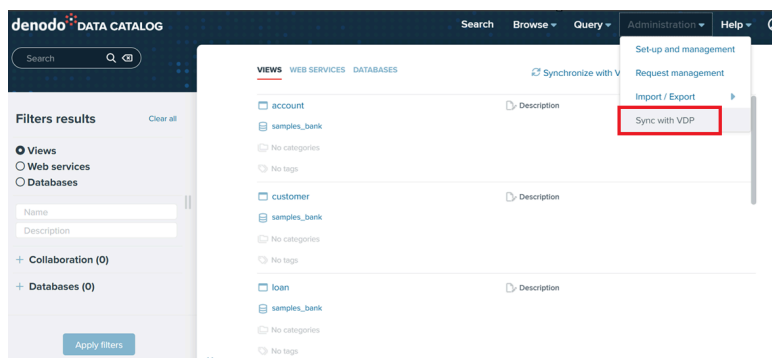 denodo DATA CATALOG
Search Browse Query Administration Help
Set-up and management
Request management
Import / Export
Sync with VDP
Search
VIEWS WEB SERVICES DATABASES
Synchronize with
Filters results
Clear all
Views
Web services
Databases
Name
Description
Collaboration (0)
Databases (0)
Apply filters
account
Description
samples_bank
No categories
No tags
customer
Description
samples_bank
No categories
No tags
loan
Description
samples_bank
No categories
No tags